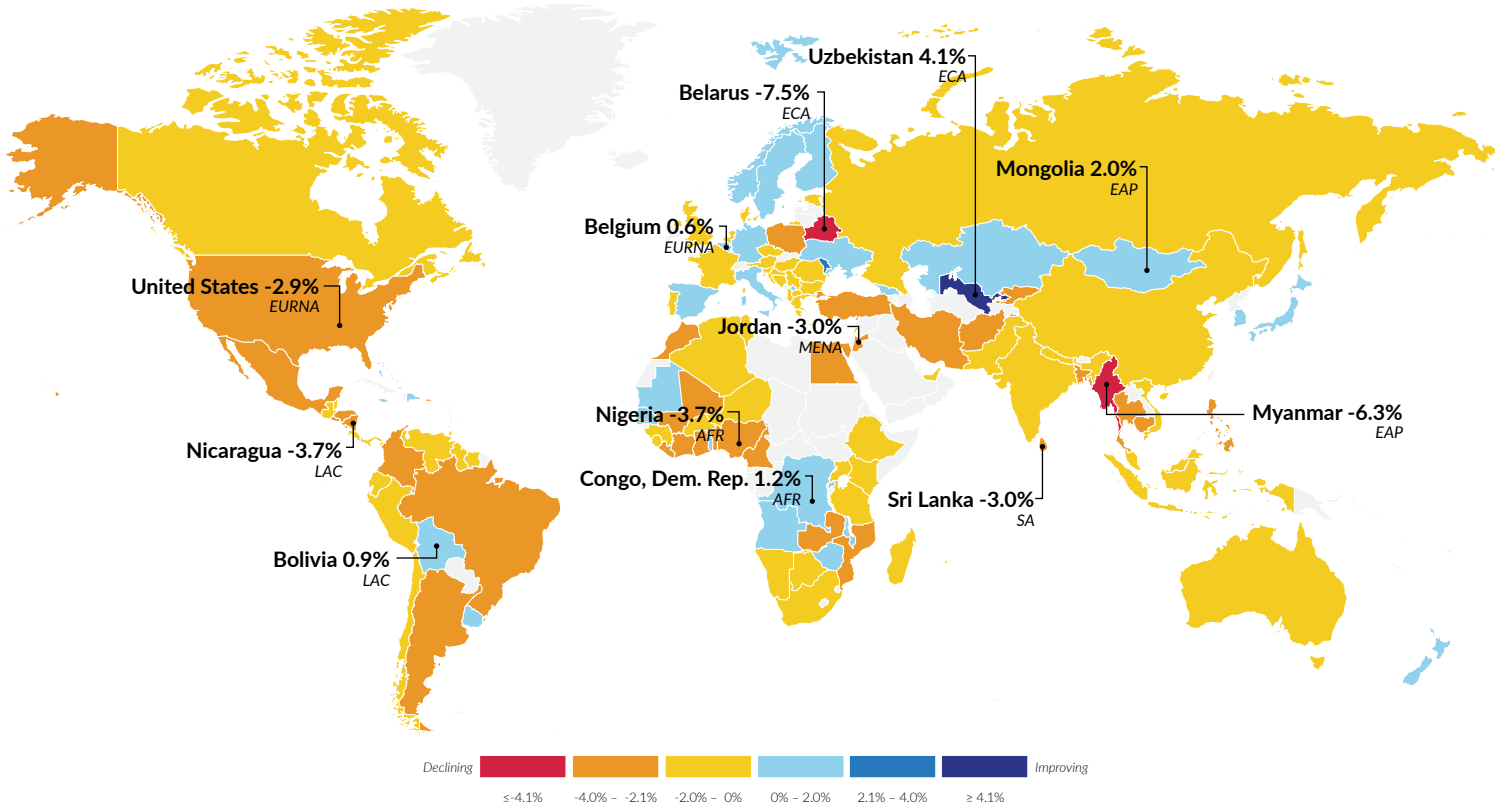 Uzbekistan 4.1%
ECA
Belarus -7.5%
ECA
Mongolia 2.0%
EAP
Belgium 0.6%
EURNA
United States -2.9%
EURNA
Jordan -3.0%
MENA
Nigeria -3.7%
AFR
Myanmar -6.3%
EAP
Nicaragua -3.7%
LAC
Congo, Dem. Rep. 1.2%
AFR
Sri Lanka -3.0%
SA
Bolivia 0.9%
LAC
Declining Improving
≤-4.1% -4.0% – -2.1% -2.0% – 0% 0% – 2.0% 2.1% – 4.0% ≥ 4.1%